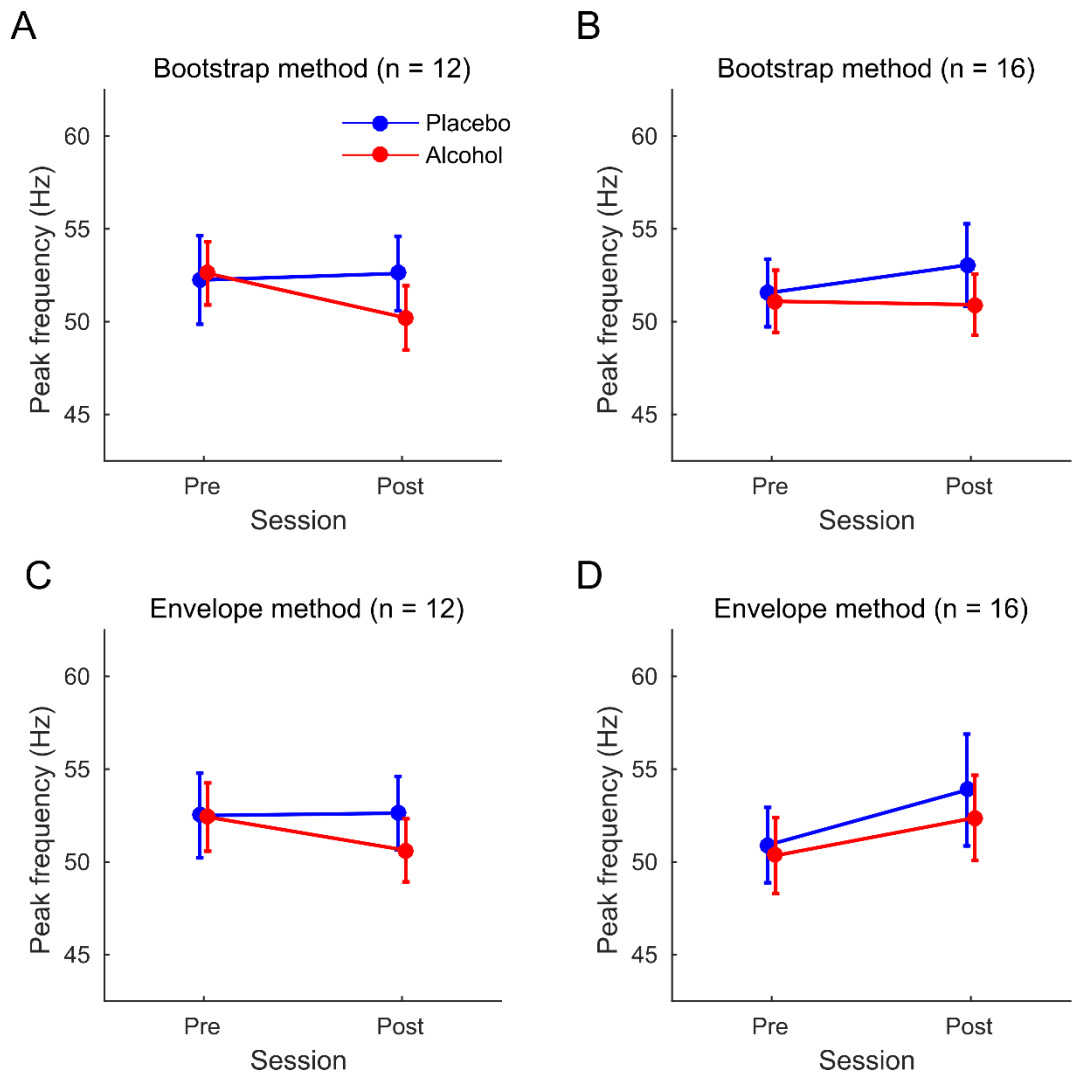 A
Bootstrap method (n = 12)
Placebo
Alcohol
60
55
50
45
Peak frequency (Hz)
Pre
Post
Session
B
Bootstrap method (n = 16)
60
55
50
45
Peak frequency (Hz)
Pre
Post
Session
C
Envelope method (n = 12)
60
55
50
45
Peak frequency (Hz)
Pre
Post
Session
D
Envelope method (n = 16)
60
55
50
45
Peak frequency (Hz)
Pre
Post
Session